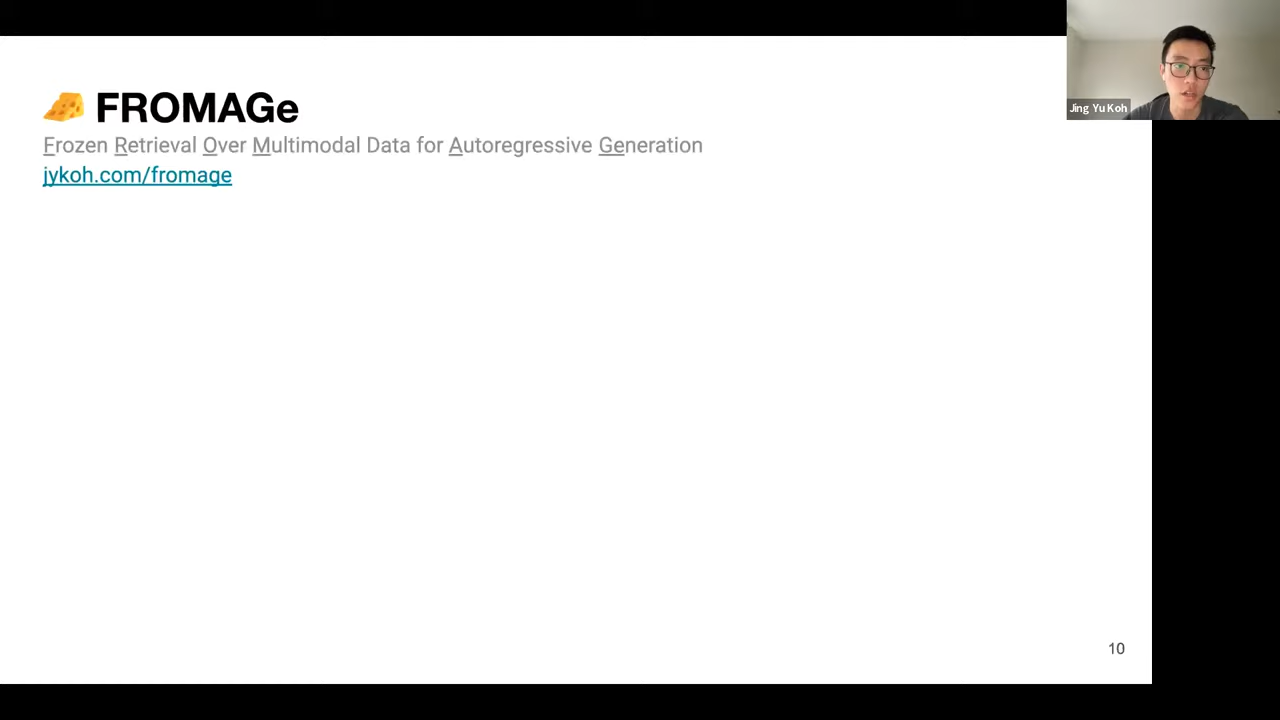 FROMAGe
Frozen Retrieval Over Multimodal Data for Autoregressive Generation
jykoh.com/fromage
Jing Yu Koh
10